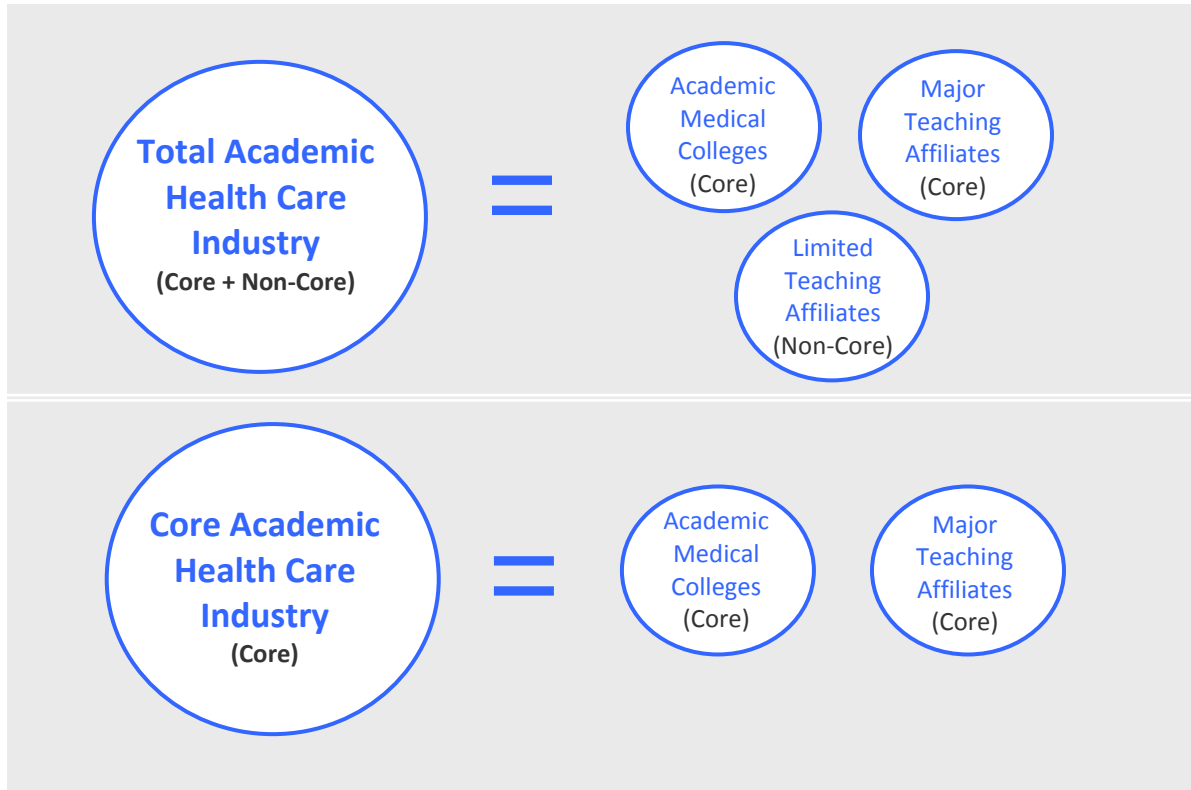 Total Academic
Health Care
Industry
(Core + Non-Core)
=
Academic
Medical
Colleges
(Core)
Major
Teaching
Affiliates
(Core)
Limited
Teaching
Affiliates
(Non-Core)
Core Academic
Health Care
Industry
(Core)
=
Academic
Medical
Colleges
(Core)
Major
Teaching
Affiliates
(Core)